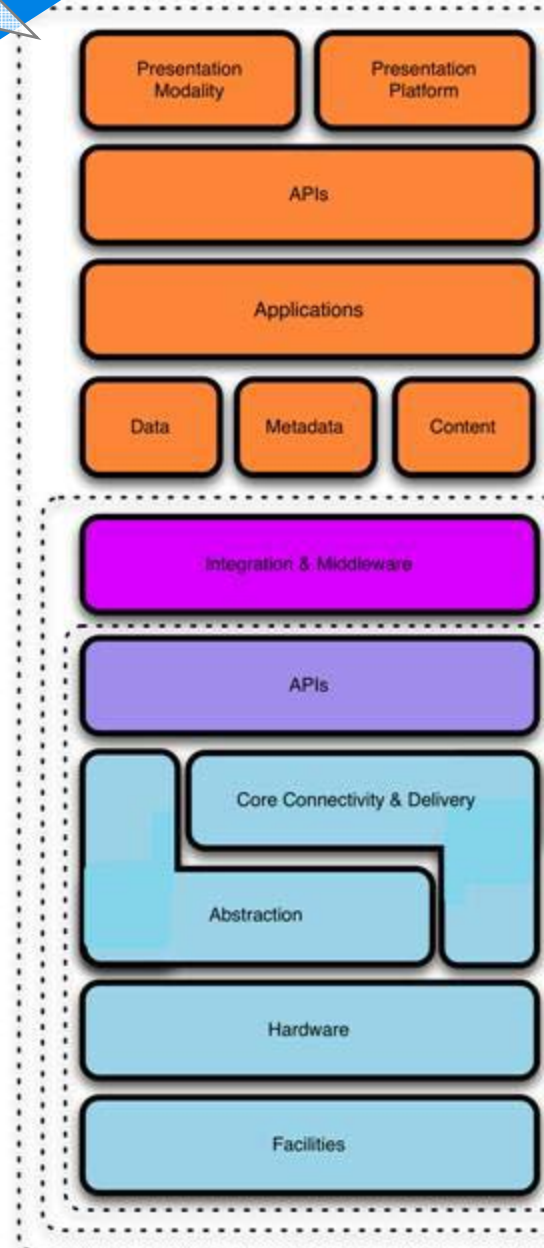 Presentation
Modality
Presentation
Platform
APIs
Applications
Data
Metadata
Content
Integration & Middleware
APIs
Core Connectivity & Delivery
Abstraction
Hardware
Facilities